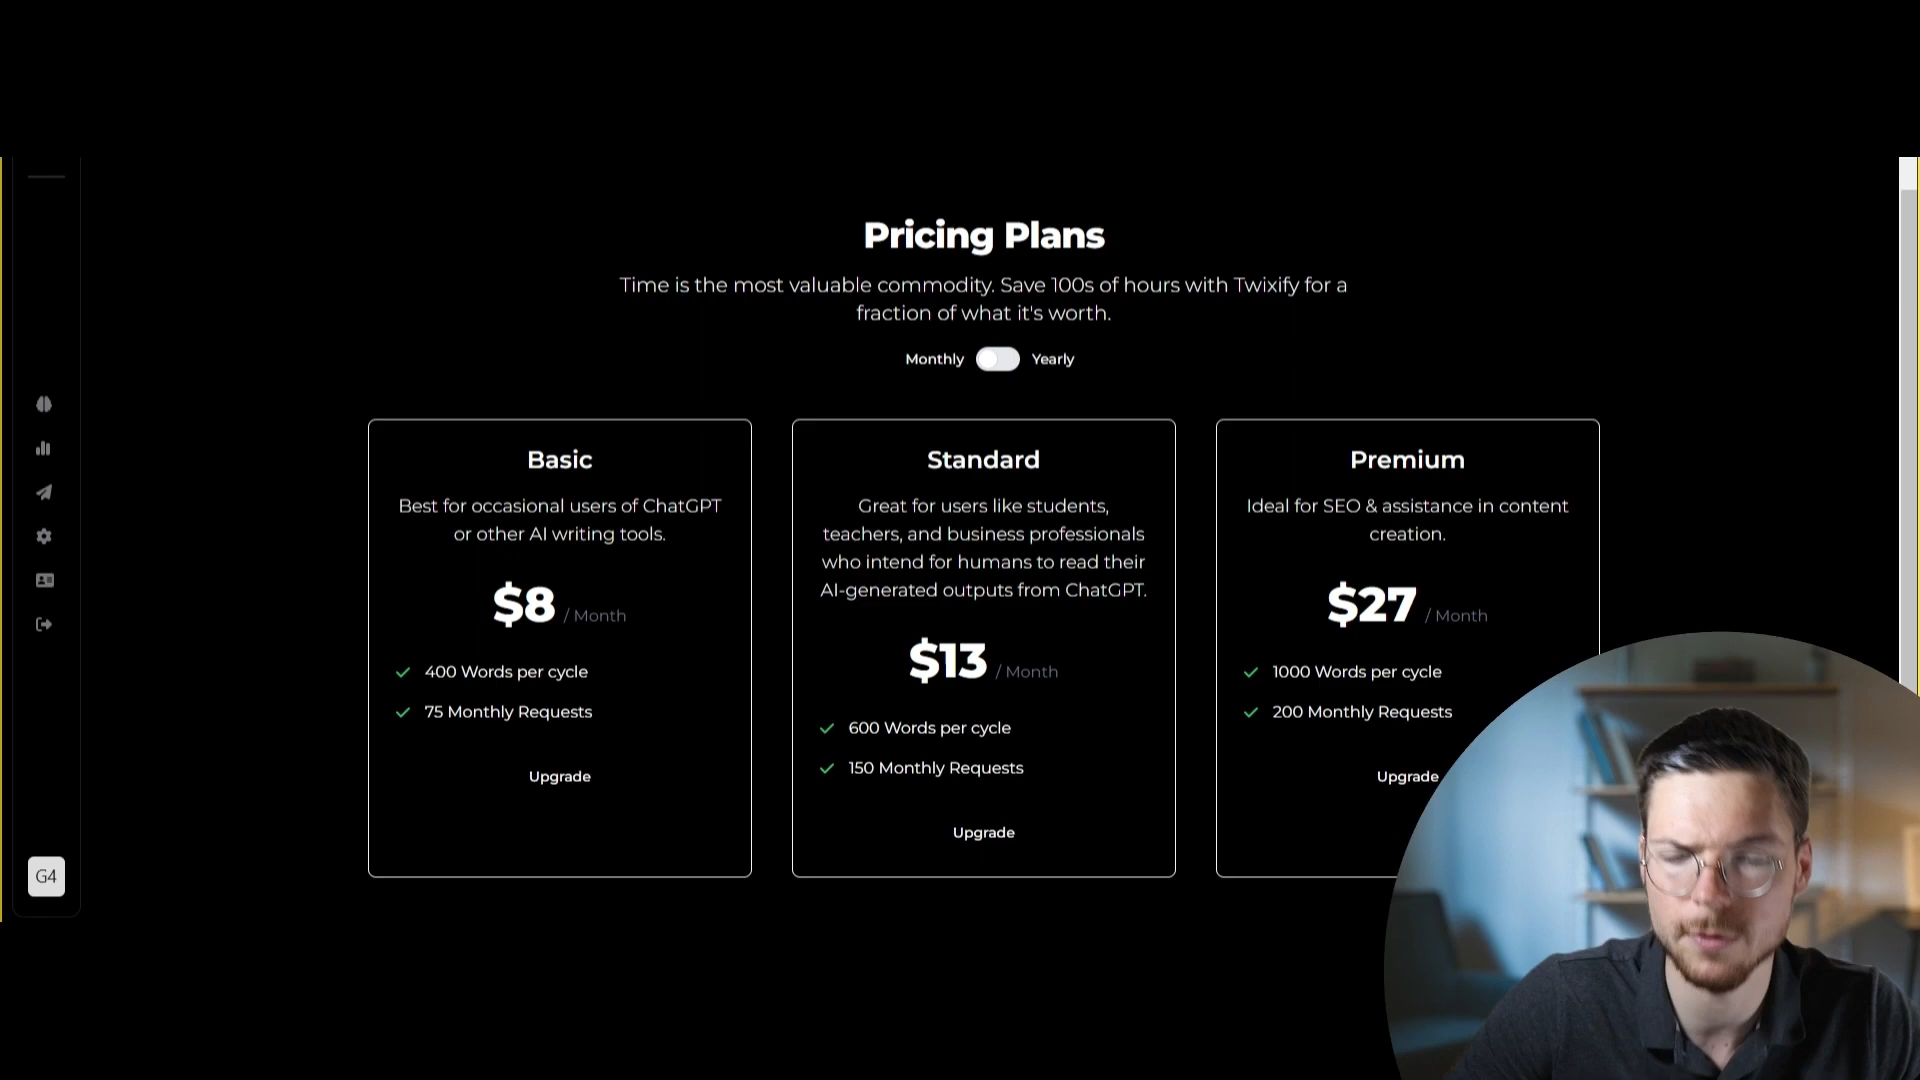 Pricing Plans
Time is the most valuable commodity. Save 100s of hours with Twixify for a
fraction of what it's worth.
Monthly Yearly
Basic
Best for occasional users of ChatGPT
or other AI writing tools.
$8 / Month
400 Words per cycle
75 Monthly Requests
Upgrade
Standard
Great for users like students,
teachers, and business professionals
who intend for humans to read their
AI-generated outputs from ChatGPT.
$13 / Month
600 Words per cycle
150 Monthly Requests
Upgrade
Premium
Ideal for SEO & assistance in content
creation.
$27 / Month
1000 Words per cycle
200 Monthly Requests
Upgrade
G4